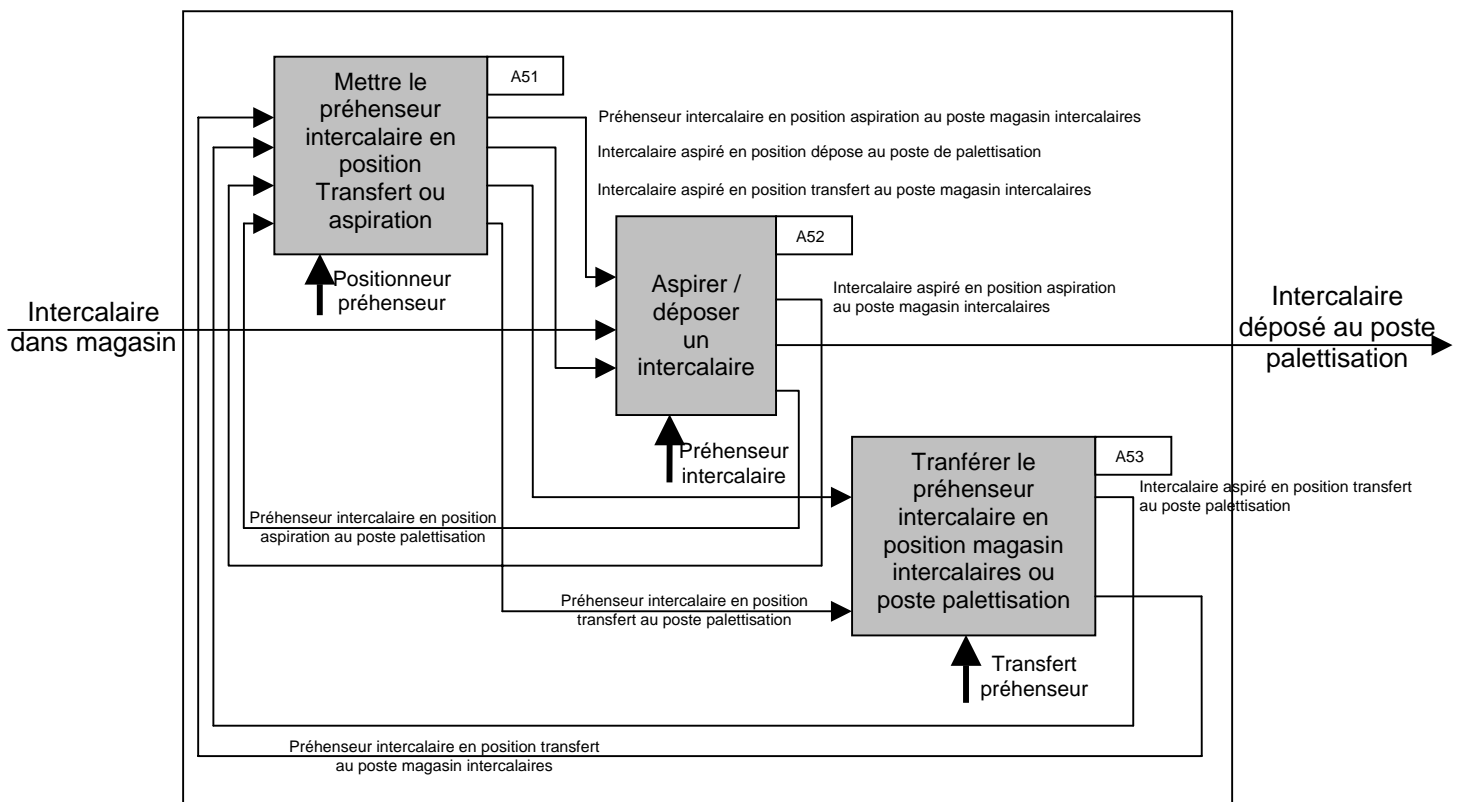 Mettre le
préhenseur
intercalaire en
position
Transfert ou
aspiration
A51
Préhenseur intercalaire en position aspiration au poste magasin intercalaires
Intercalaire aspiré en position dépose au poste de palettisation
Intercalaire aspiré en position transfert au poste magasin intercalaires
Positionneur
préhenseur
Intercalaire
dans magasin
Aspirer /
déposer
un
intercalaire
A52
Intercalaire aspiré en position aspiration
au poste magasin intercalaires
Intercalaire
déposé au poste
palettisation
Préhenseur
intercalaire
Tranférer le
préhenseur
intercalaire en
position magasin
intercalaires ou
poste palettisation
A53
Intercalaire aspiré en position transfert
au poste palettisation
Préhenseur intercalaire en position
aspiration au poste palettisation
Préhenseur intercalaire en position
transfert au poste palettisation
Transfert
préhenseur
Préhenseur intercalaire en position transfert
au poste magasin intercalaires